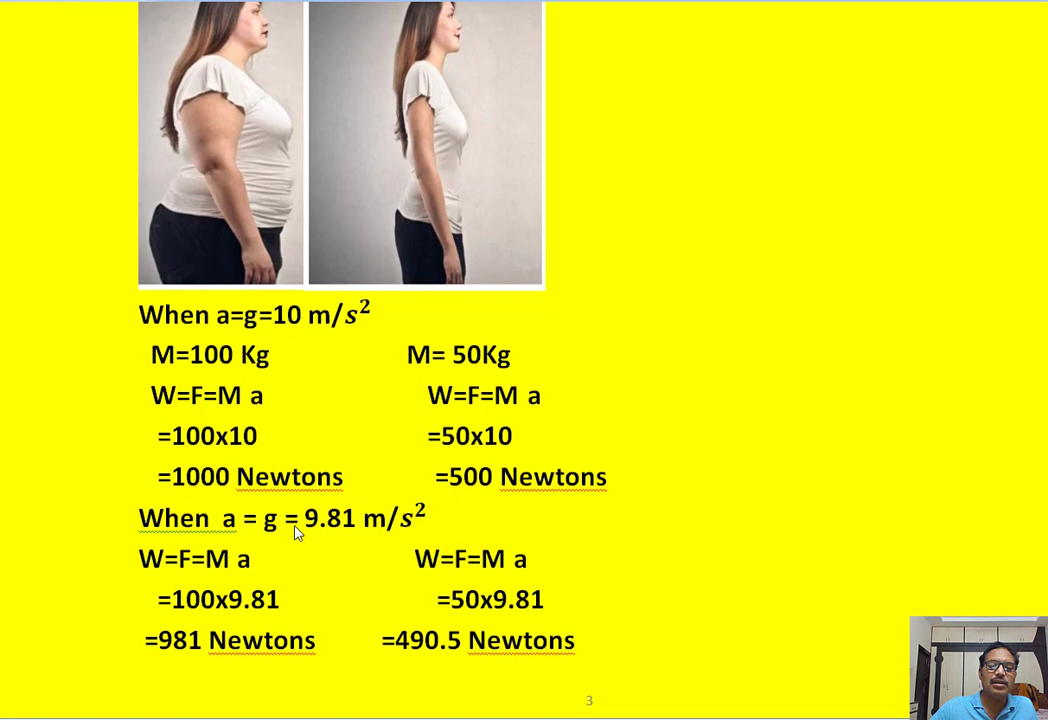 When a=g=10 m/s²
M=100 Kg M= 50Kg
W=F=M a W=F=M a
=100x10 =50x10
=1000 Newtons =500 Newtons
When a = g = 9.81 m/s²
W=F=M a W=F=M a
=100x9.81 =50x9.81
=981 Newtons =490.5 Newtons
3